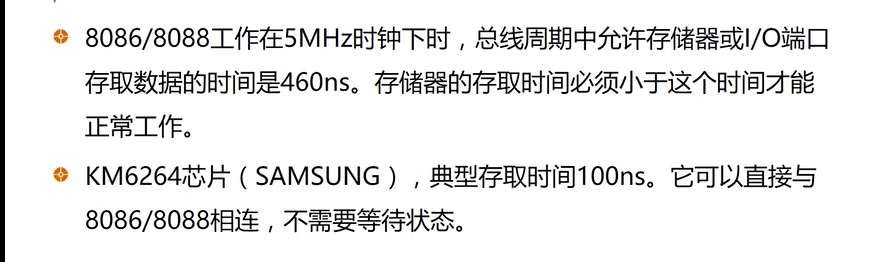 8086/8088工作在5MHz时钟下时，总线周期中允许存储器或I/O端口
存取数据的时间是460ns。存储器的存取时间必须小于这个时间才能
正常工作。
KM6264芯片（SAMSUNG），典型存取时间100ns。它可以直接与
8086/8088相连，不需要等待状态。